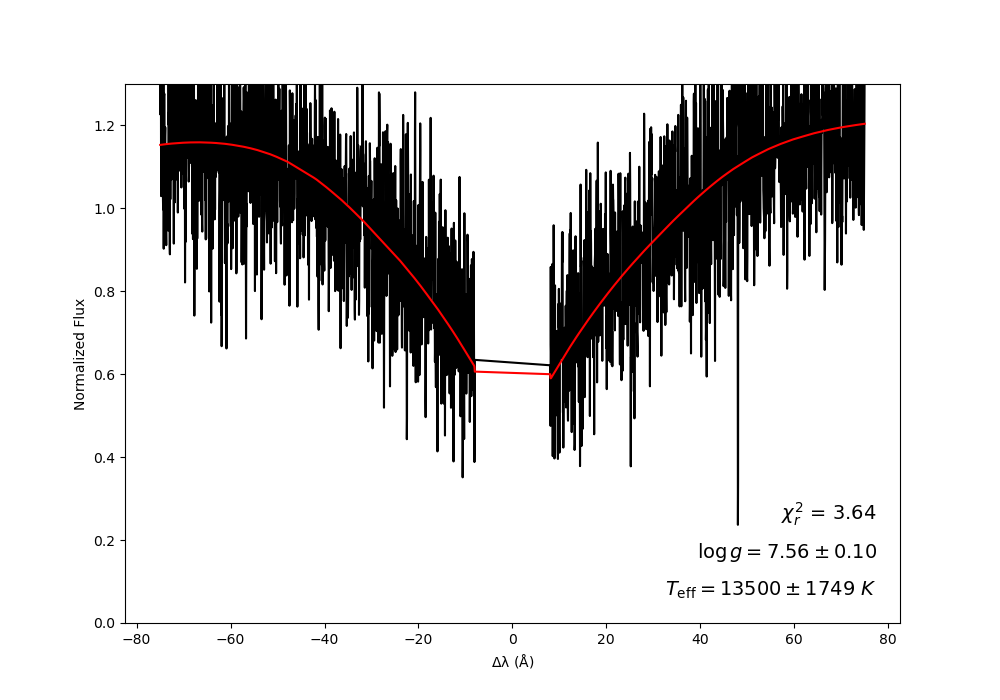 1.2
1.0
0.8
0.6
0.4
0.2
0.0
Normalized Flux
χ²ᵣ = 3.64
log g = 7.56 ± 0.10
T_eff = 13500 ± 1749 K
−80 −60 −40 −20 0 20 40 60 80
Δλ (Å)